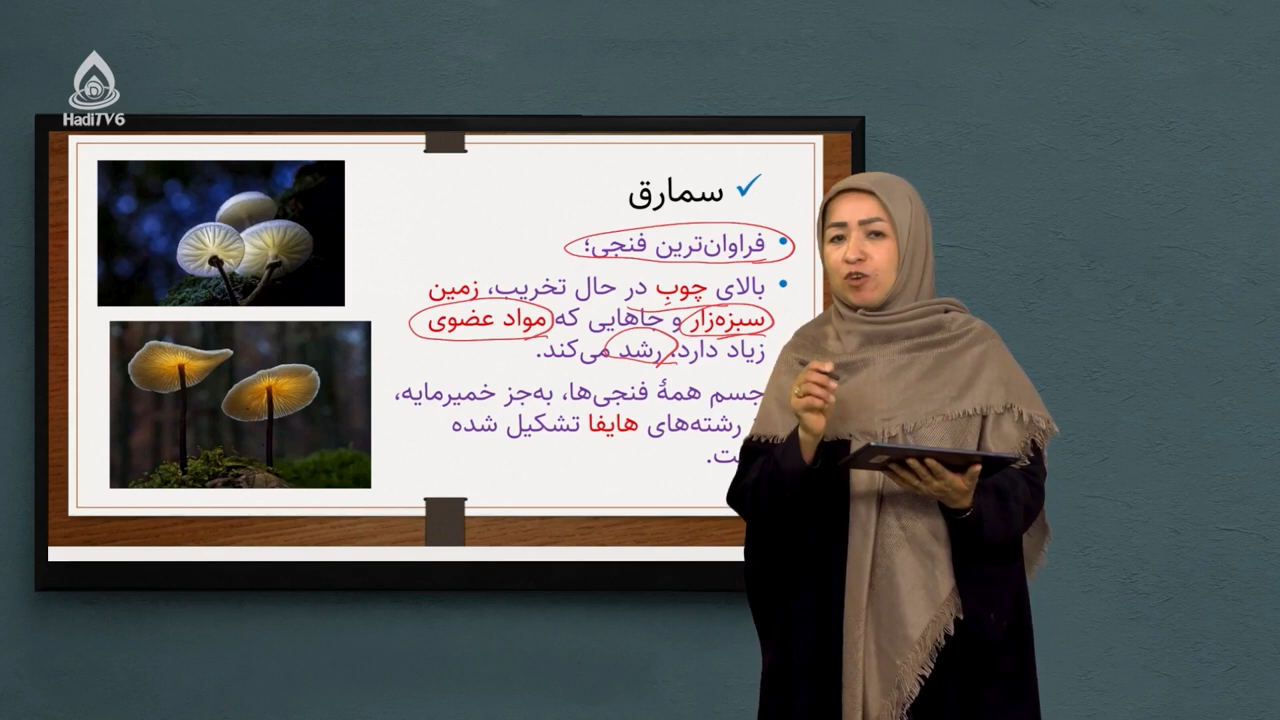 HadiTV6
سمارق
فراوان‌ترین فنجی؛
بالای چوبِ در حال تخریب، زمین
سبزه‌زار و جاهایی که مواد عضوی
زیاد دارد، رشد می‌کند.
جسم همهٔ فنجی‌ها، به‌جز خمیرمایه،
رشته‌های هایفا تشکیل شده